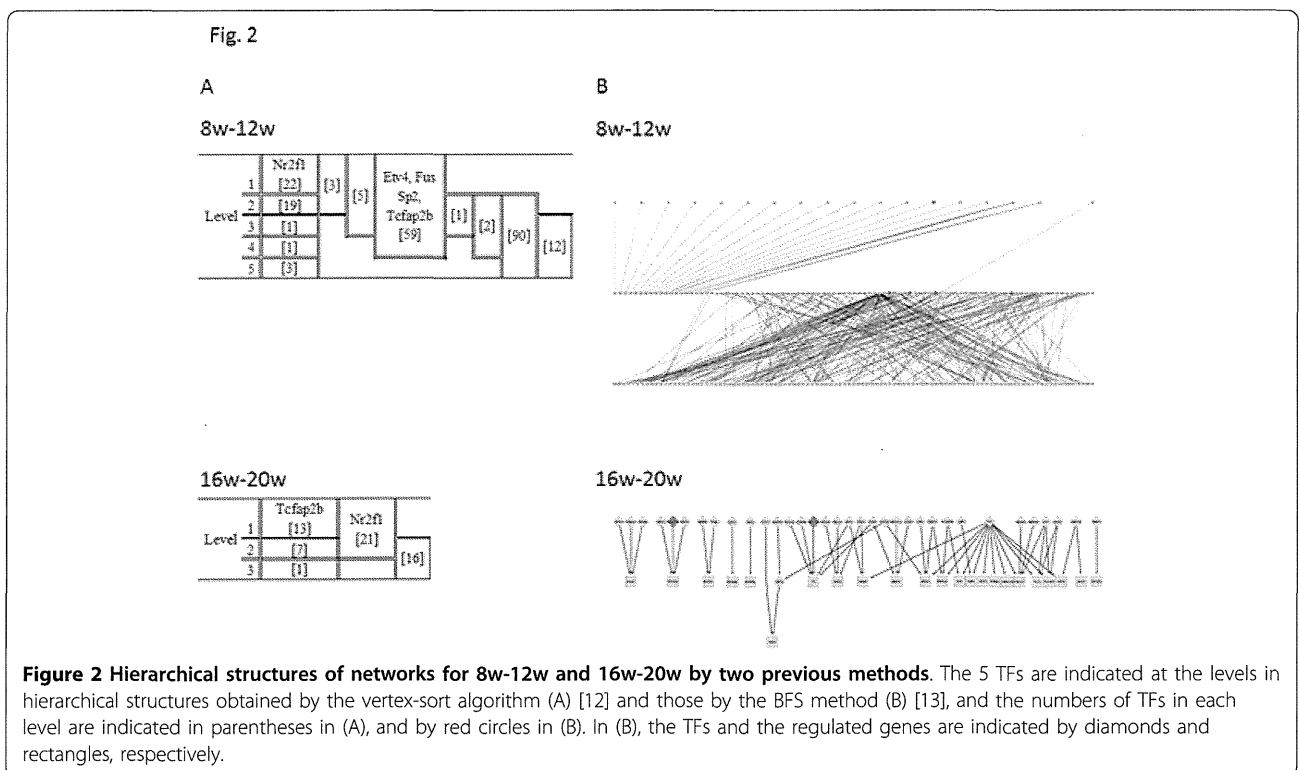 Fig. 2
A
8w-12w
Level
1
2
3
4
5
Nr2f1
[22]
[19]
[1]
[1]
[3]
[3]
[5]
Etv4, Fus
Sp2,
Tcfap2b
[59]
[1]
[2]
[90]
[12]
B
8w-12w
16w-20w
Level
1
2
3
Tcfap2b
[13]
[7]
[1]
Nr2f1
[21]
[16]
16w-20w
Figure 2 Hierarchical structures of networks for 8w-12w and 16w-20w by two previous methods. The 5 TFs are indicated at the levels in
hierarchical structures obtained by the vertex-sort algorithm (A) [12] and those by the BFS method (B) [13], and the numbers of TFs in each
level are indicated in parentheses in (A), and by red circles in (B). In (B), the TFs and the regulated genes are indicated by diamonds and
rectangles, respectively.